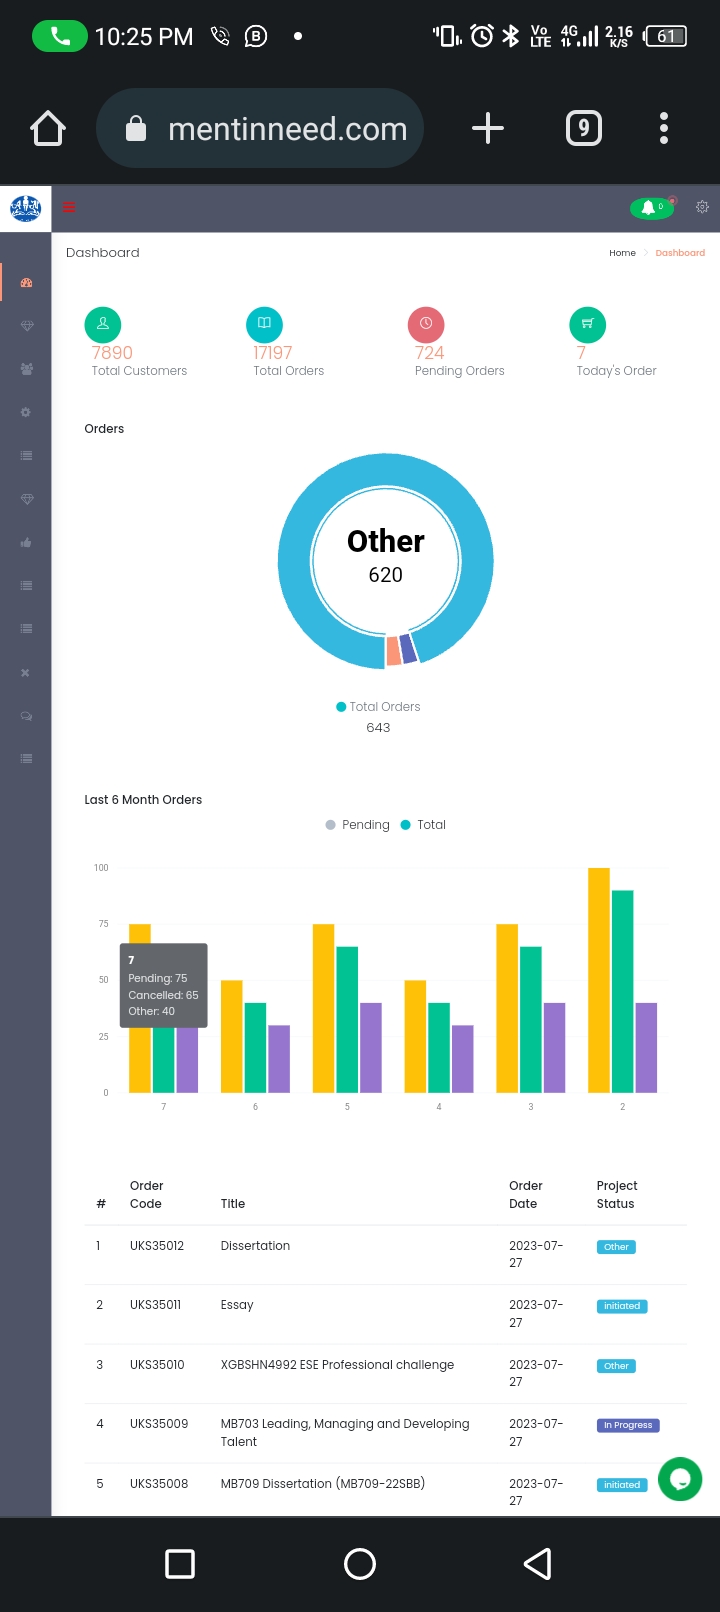 10:25 PM
Vo LTE 4G 2.16 K/S 61
mentinneed.com
9
0
Dashboard
Home > Dashboard
7890
Total Customers
17197
Total Orders
724
Pending Orders
7
Today's Order
Orders
Other
620
Total Orders
643
Last 6 Month Orders
Pending Total
100
75
50
25
0
7
Pending: 75
Cancelled: 65
Other: 40
7 6 5 4 3 2
# Order Code Title Order Date Project Status
1 UKS35012 Dissertation 2023-07-27 Other
2 UKS35011 Essay 2023-07-27 initiated
3 UKS35010 XGBSHN4992 ESE Professional challenge 2023-07-27 Other
4 UKS35009 MB703 Leading, Managing and Developing Talent 2023-07-27 In Progress
5 UKS35008 MB709 Dissertation (MB709-22SBB) 2023-07-27 initiated